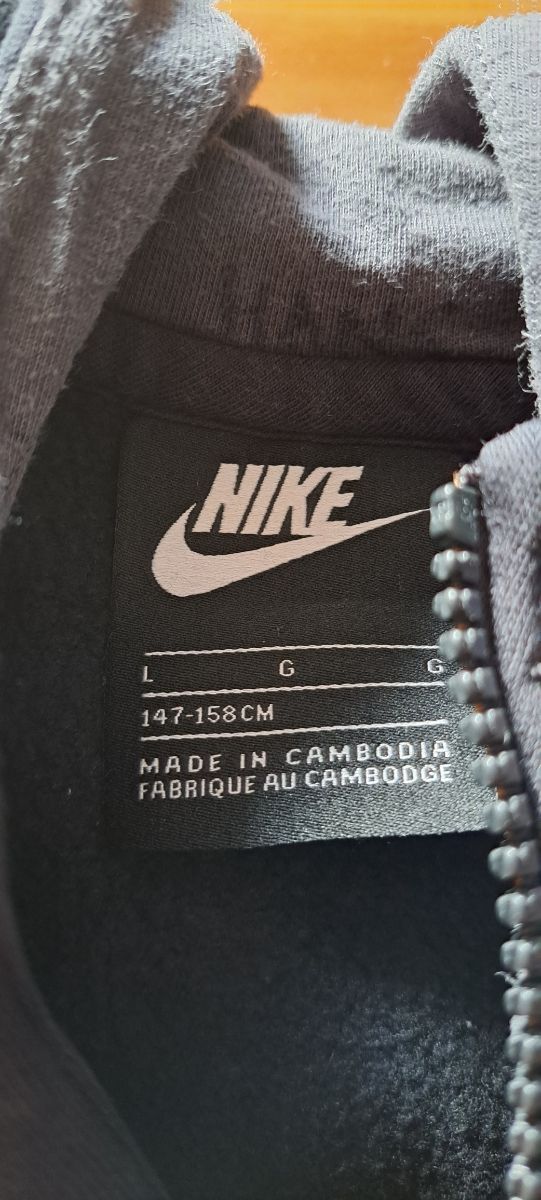 NIKE
L G G
147-158CM
MADE IN CAMBODIA
FABRIQUE AU CAMBODGE